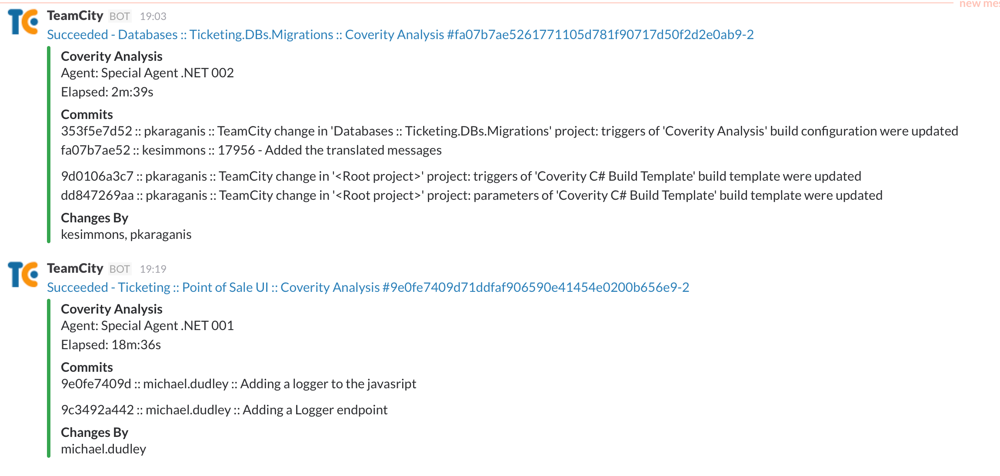 new mes
TeamCity BOT 19:03
Succeeded - Databases :: Ticketing.DBs.Migrations :: Coverity Analysis #fa07b7ae5261771105d781f90717d50f2d2e0ab9-2
Coverity Analysis
Agent: Special Agent .NET 002
Elapsed: 2m:39s
Commits
353f5e7d52 :: pkaraganis :: TeamCity change in 'Databases :: Ticketing.DBs.Migrations' project: triggers of 'Coverity Analysis' build configuration were updated
fa07b7ae52 :: kesimmons :: 17956 - Added the translated messages
9d0106a3c7 :: pkaraganis :: TeamCity change in '<Root project>' project: triggers of 'Coverity C# Build Template' build template were updated
dd847269aa :: pkaraganis :: TeamCity change in '<Root project>' project: parameters of 'Coverity C# Build Template' build template were updated
Changes By
kesimmons, pkaraganis
TeamCity BOT 19:19
Succeeded - Ticketing :: Point of Sale UI :: Coverity Analysis #9e0fe7409d71ddfaf906590e41454e0200b656e9-2
Coverity Analysis
Agent: Special Agent .NET 001
Elapsed: 18m:36s
Commits
9e0fe7409d :: michael.dudley :: Adding a logger to the javasript
9c3492a442 :: michael.dudley :: Adding a Logger endpoint
Changes By
michael.dudley